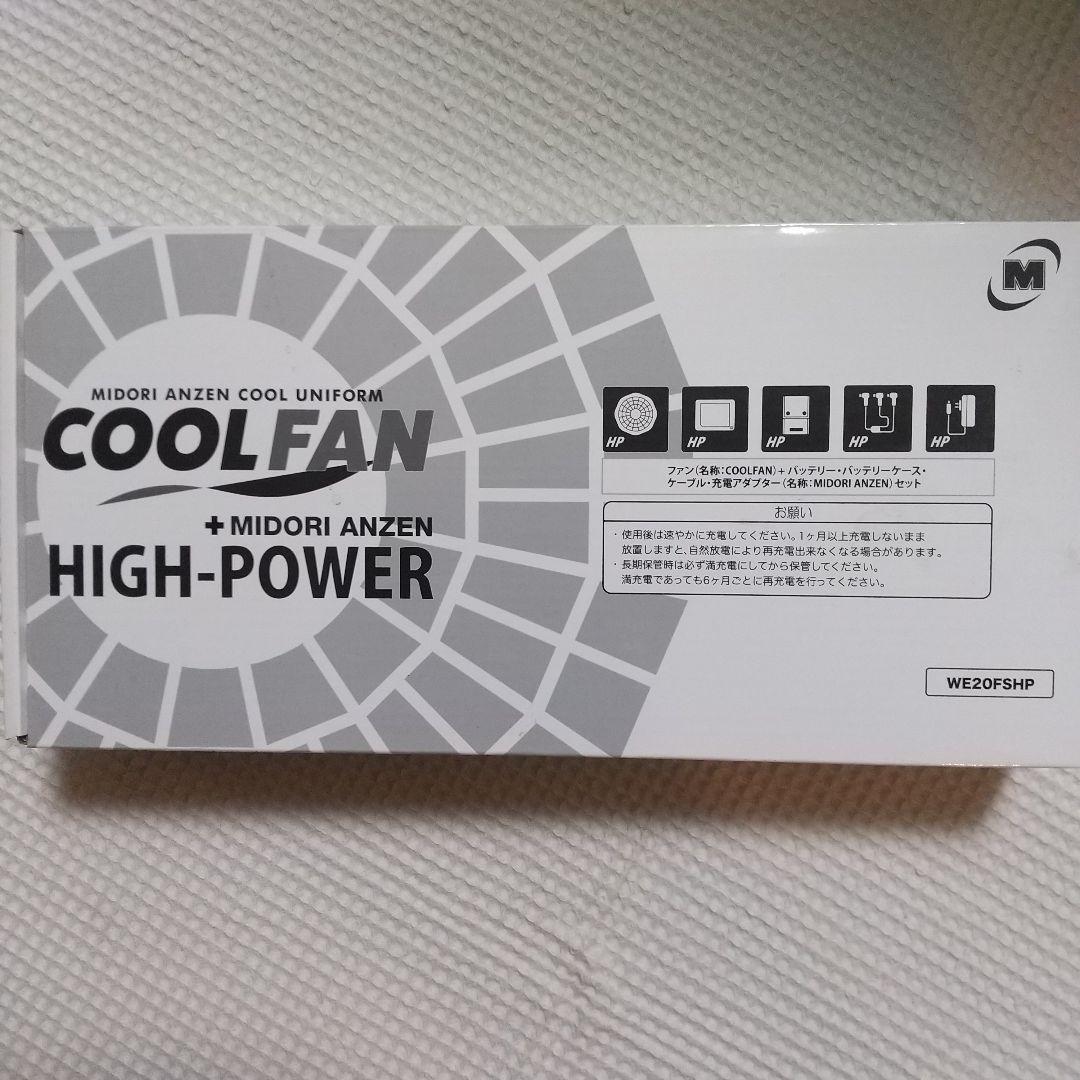 M
MIDORI ANZEN COOL UNIFORM
COOLFAN
+MIDORI ANZEN
HIGH-POWER
HP HP HP HP HP
ファン(名称:COOLFAN)+バッテリー・バッテリーケース・
ケーブル・充電アダプター(名称:MIDORI ANZEN)セット
お願い
・使用後は速やかに充電してください。1ヶ月以上充電しないまま
放置しますと、自然放電により再充電出来なくなる場合があります。
・長期保管時は必ず満充電にしてから保管してください。
満充電であっても6ヶ月ごとに再充電を行ってください。
WE20FSHP